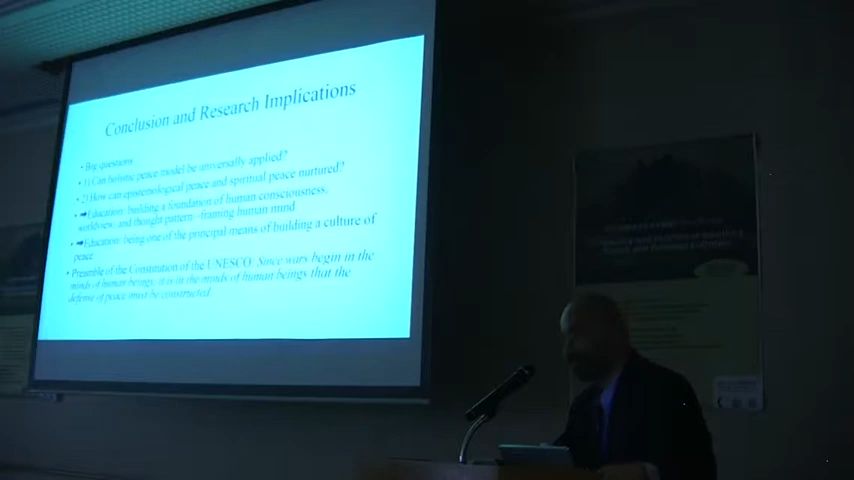 Conclusion and Research Implications
• Big questions
• 1) Can holistic peace model be universally applied?
• 2) How can epistemological peace and spiritual peace nurtured?
• ➡Education: building a foundation of human consciousness,
worldview, and thought pattern–framing human mind
• ➡Education: being one of the principal means of building a culture of
peace
• Preamble of the Constitution of the UNESCO: Since wars begin in the
minds of human beings, it is in the minds of human beings that the
defense of peace must be constructed.